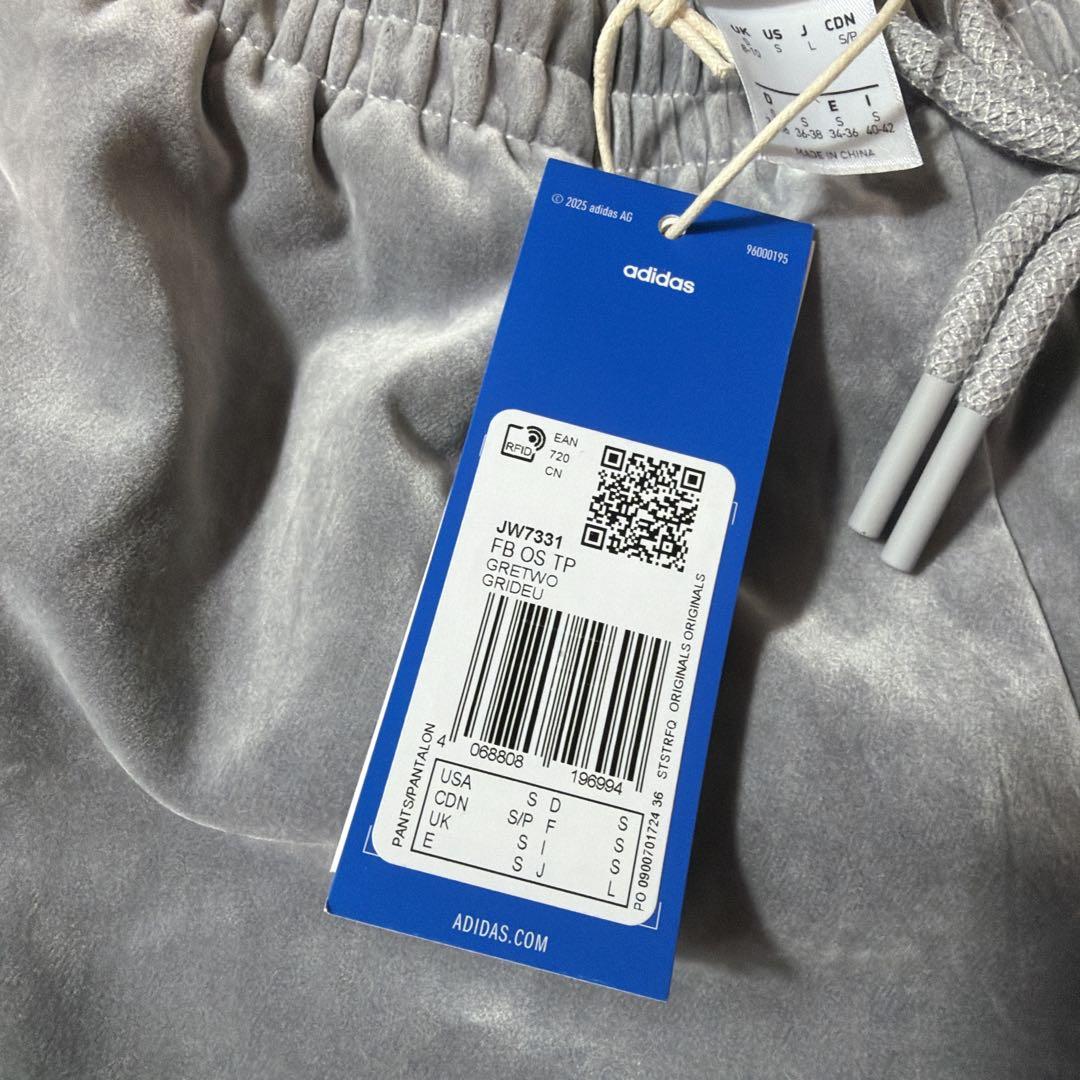 UK US J CDN
S S L S/P
8-10
D E I
S S S
36-38 34-36 40-42
MADE IN CHINA
© 2025 adidas AG
96000195
adidas
RFID
EAN
720
CN
JW7331
FB OS TP
GRETWO
GRIDEU
4 068808 196994
PANTS/PANTALON
USA S D S
CDN S/P F S
UK S I S
E S J L
PO 0900701724 36 STSTRFQ ORIGINALS ORIGINALS
ADIDAS.COM